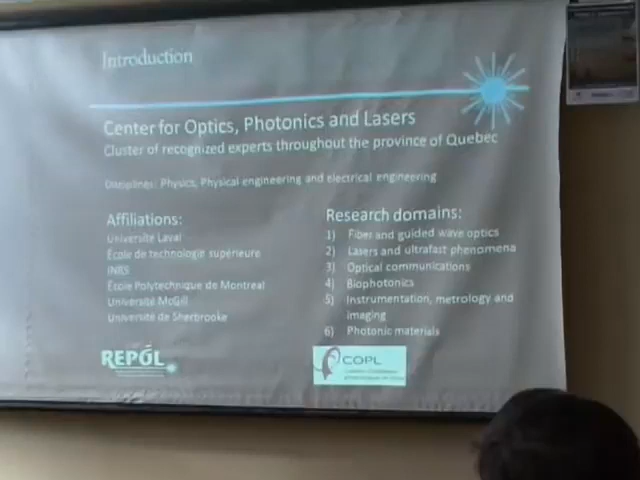 Introduction
Center for Optics, Photonics and Lasers
Cluster of recognized experts throughout the province of Quebec
Disciplines: Physics, Physical engineering and electrical engineering
Affiliations:
Université Laval
École de technologie supérieure
INRS
École Polytechnique de Montreal
Université McGill
Université de Sherbrooke
Research domains:
1) Fiber and guided wave optics
2) Lasers and ultrafast phenomena
3) Optical communications
4) Biophotonics
5) Instrumentation, metrology and
imaging
6) Photonic materials
REPÖL
COPL